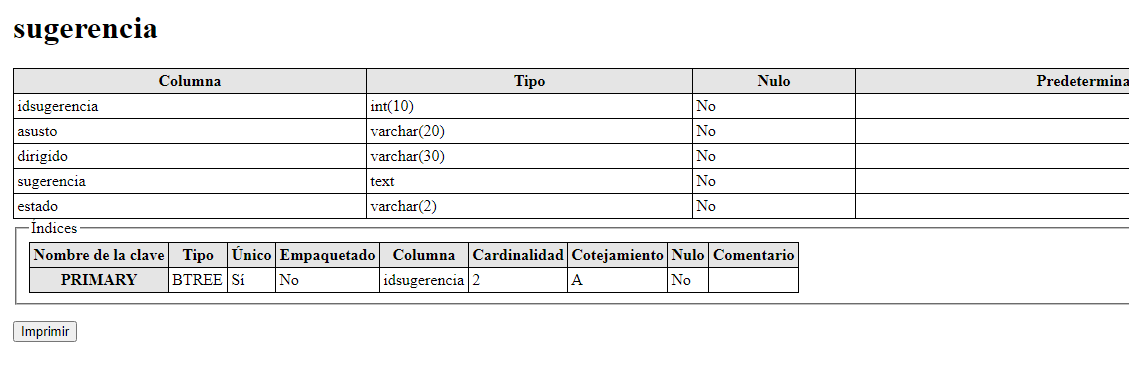 sugerencia
Columna Tipo Nulo Predetermina
idsugerencia int(10) No
asusto varchar(20) No
dirigido varchar(30) No
sugerencia text No
estado varchar(2) No
Índices
Nombre de la clave Tipo Único Empaquetado Columna Cardinalidad Cotejamiento Nulo Comentario
PRIMARY BTREE Sí No idsugerencia 2 A No
Imprimir